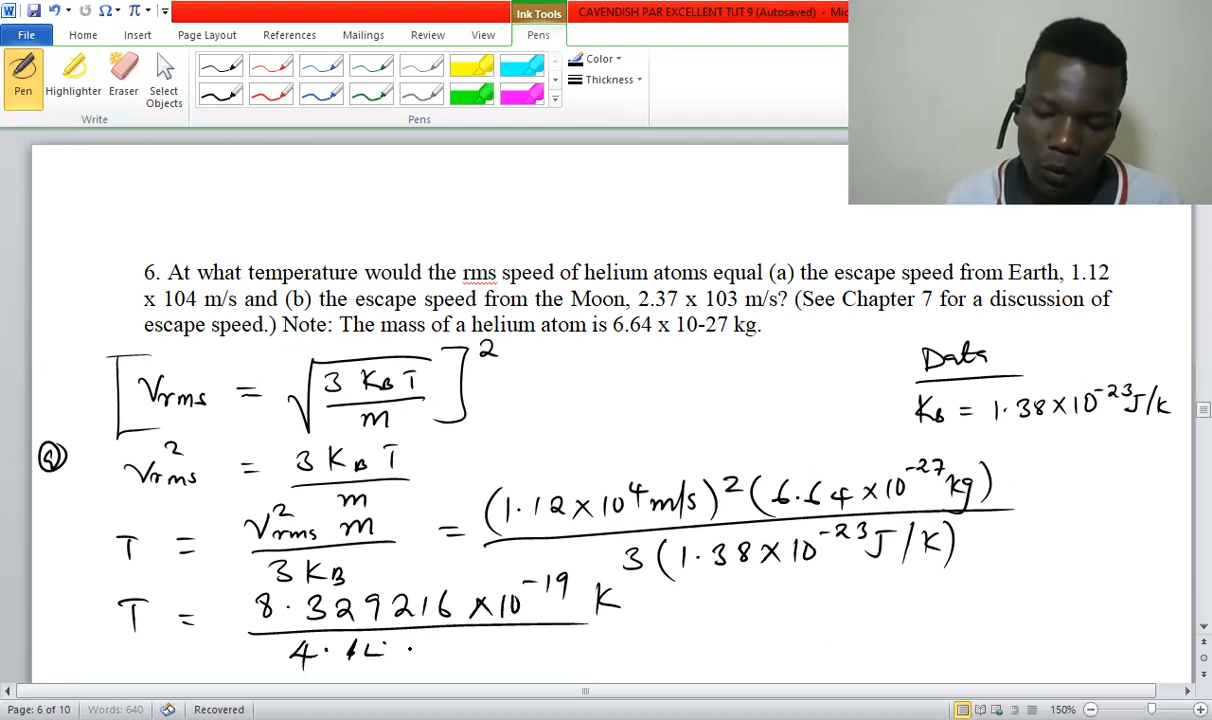 Ink Tools
CAVENDISH PAR EXCELLENT TUT 9 (Autosaved) - Mic
File Home Insert Page Layout References Mailings Review View Pens
Pen Highlighter Eraser Select Objects
Color
Thickness
Write
Pens
6. At what temperature would the rms speed of helium atoms equal (a) the escape speed from Earth, 1.12
x 104 m/s and (b) the escape speed from the Moon, 2.37 x 103 m/s? (See Chapter 7 for a discussion of
escape speed.) Note: The mass of a helium atom is 6.64 x 10-27 kg.
Data
[Vrms = √(3 KB T / m)]²
KB = 1.38 × 10⁻²³ J/K
(a) Vrms² = 3 KB T / m
T = Vrms² m / 3 KB = (1.12 × 10⁴ m/s)² (6.64 × 10⁻²⁷ kg) / 3 (1.38 × 10⁻²³ J/K)
T = 8.329216 × 10⁻¹⁹ K
4.1
Page: 6 of 10 Words: 640 Recovered 150%